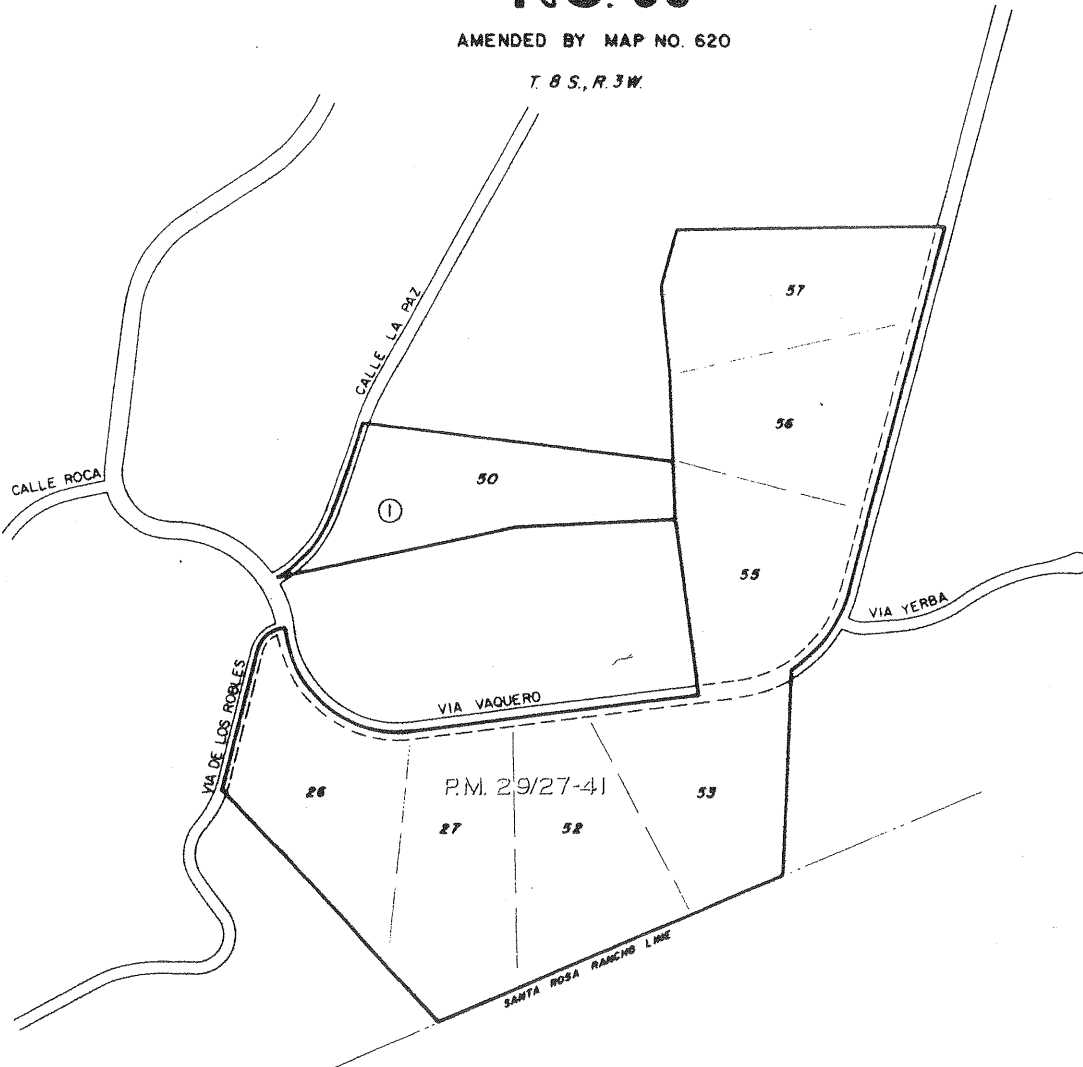 AMENDED BY MAP NO. 620
T. 8 S., R. 3 W.
57
CALLE LA PAZ
56
50
CALLE ROCA
1
55
VIA YERBA
VIA DE LOS ROBLES
VIA VAQUERO
26
P.M. 29/27-41
53
27
52
SANTA ROSA RANCHO LINE